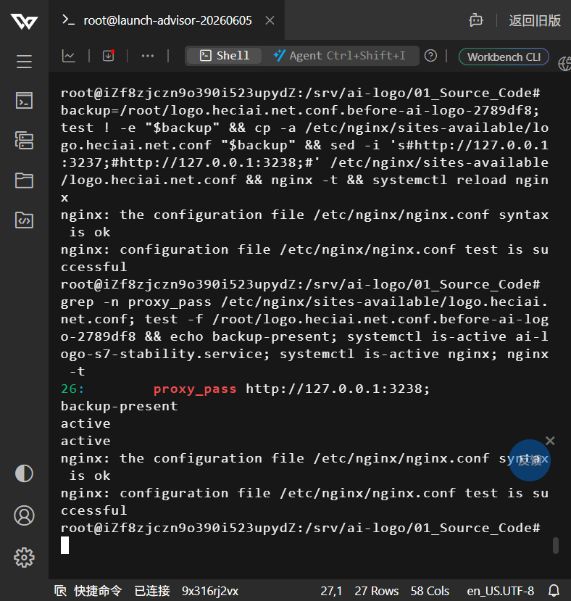 root@launch-advisor-20260605
返回旧版
Shell
Agent Ctrl+Shift+I
Workbench CLI
root@iZf8zjczn9o390i523upydZ:/srv/ai-logo/01_Source_Code#
backup=/root/logo.heciai.net.conf.before-ai-logo-2789df8;
test ! -e "$backup" && cp -a /etc/nginx/sites-available/lo
go.heciai.net.conf "$backup" && sed -i 's#http://127.0.0.1
:3237;#http://127.0.0.1:3238;#' /etc/nginx/sites-available
/logo.heciai.net.conf && nginx -t && systemctl reload ngin
x
nginx: the configuration file /etc/nginx/nginx.conf syntax
is ok
nginx: configuration file /etc/nginx/nginx.conf test is su
ccessful
root@iZf8zjczn9o390i523upydZ:/srv/ai-logo/01_Source_Code#
grep -n proxy_pass /etc/nginx/sites-available/logo.heciai.
net.conf; test -f /root/logo.heciai.net.conf.before-ai-log
o-2789df8 && echo backup-present; systemctl is-active ai-l
ogo-s7-stability.service; systemctl is-active nginx; nginx
-t
26: proxy_pass http://127.0.0.1:3238;
backup-present
active
active
nginx: the configuration file /etc/nginx/nginx.conf syntax
is ok
nginx: configuration file /etc/nginx/nginx.conf test is su
ccessful
root@iZf8zjczn9o390i523upydZ:/srv/ai-logo/01_Source_Code#
快捷命令 已连接 9x316rj2vx 27,1 27 Rows 58 Cols en_US.UTF-8